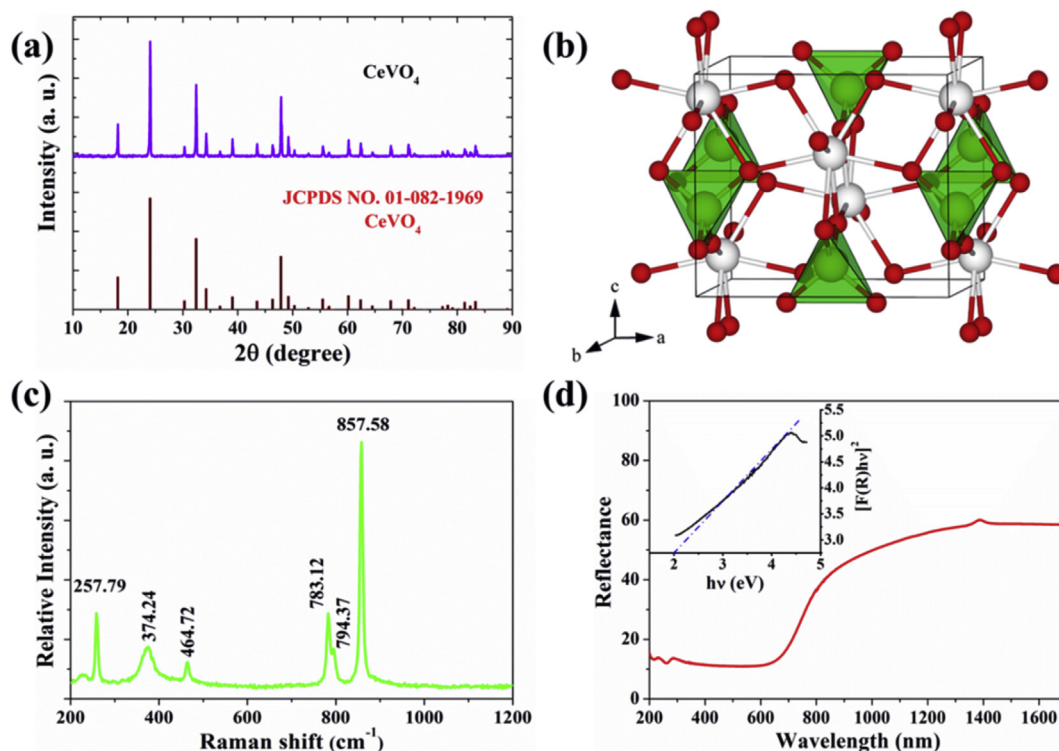 (a)
CeVO₄
JCPDS NO. 01-082-1969
CeVO₄
Intensity (a. u.)
10 20 30 40 50 60 70 80 90
2θ (degree)
(b)
c
b
a
(c)
857.58
257.79
374.24
464.72
783.12
794.37
Relative Intensity (a. u.)
200 400 600 800 1000 1200
Raman shift (cm⁻¹)
(d)
100
80
60
40
20
0
Reflectance
200 400 600 800 1000 1200 1400 1600
Wavelength (nm)
5.5
5.0
4.5
4.0
3.5
3.0
[F(R)hν]²
2 3 4 5
hν (eV)